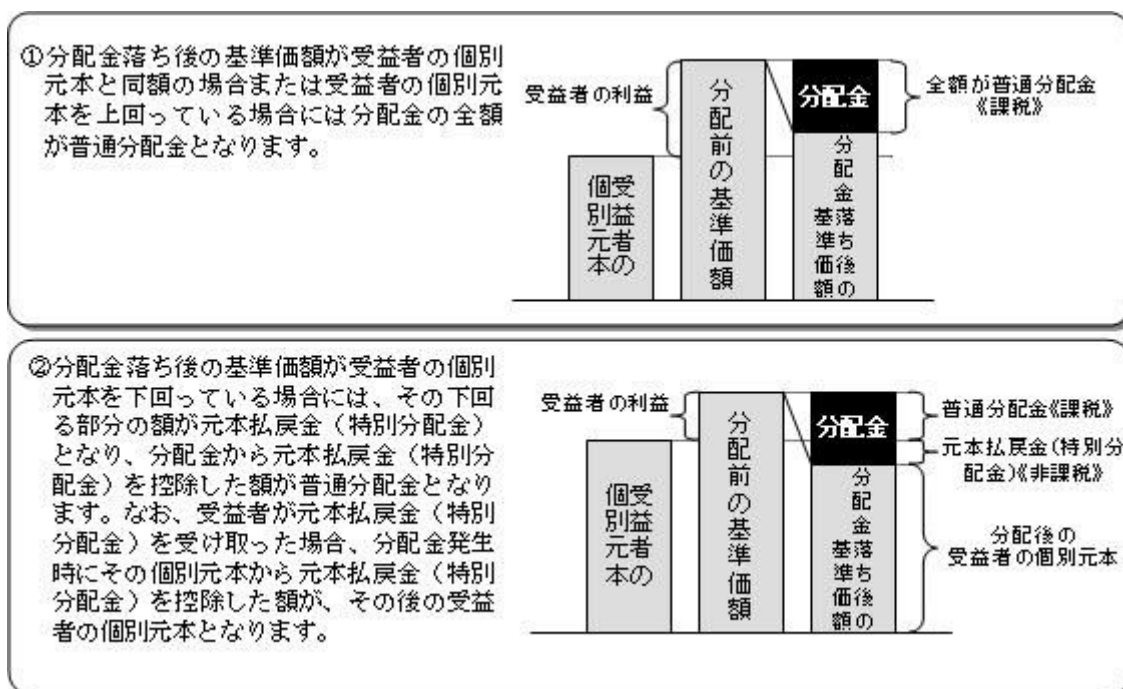 ①分配金落ち後の基準価額が受益者の個別
元本と同額の場合または受益者の個別元
本を上回っている場合には分配金の全額
が普通分配金となります。
受益者の利益
受益者の
個別元本
分配前の基準価額
分配金
分配金落ち後の
基準価額
全額が普通分配金
《課税》
②分配金落ち後の基準価額が受益者の個別
元本を下回っている場合には、その下回
る部分の額が元本払戻金（特別分配金）
となり、分配金から元本払戻金（特別分
配金）を控除した額が普通分配金となり
ます。なお、受益者が元本払戻金（特別
分配金）を受け取った場合、分配金発生
時にその個別元本から元本払戻金（特別
分配金）を控除した額が、その後の受益
者の個別元本となります。
受益者の利益
受益者の
個別元本
分配前の基準価額
分配金
分配金落ち後の
基準価額
普通分配金《課税》
元本払戻金(特別分
配金)《非課税》
分配後の
受益者の個別元本